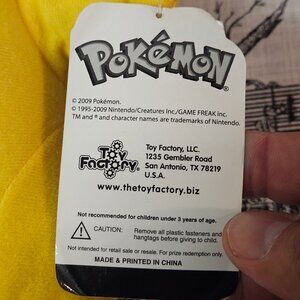 POKéMON®
© 2009 Pokémon.
© 1995-2009 Nintendo/Creatures Inc./GAME FREAK inc.
TM and ® and character names are trademarks of Nintendo.
Toy Factory
Toy Factory, LLC.
1235 Gembler Road
San Antonio, TX 78219
U.S.A.
www.thetoyfactory.biz
Not recommended for children under 3 years of age.
CAUTION: Remove all plastic fasteners and
hangtags before giving to child.
Not intended for retail sale or resale. For prize redemption only.
MADE & PRINTED IN CHINA